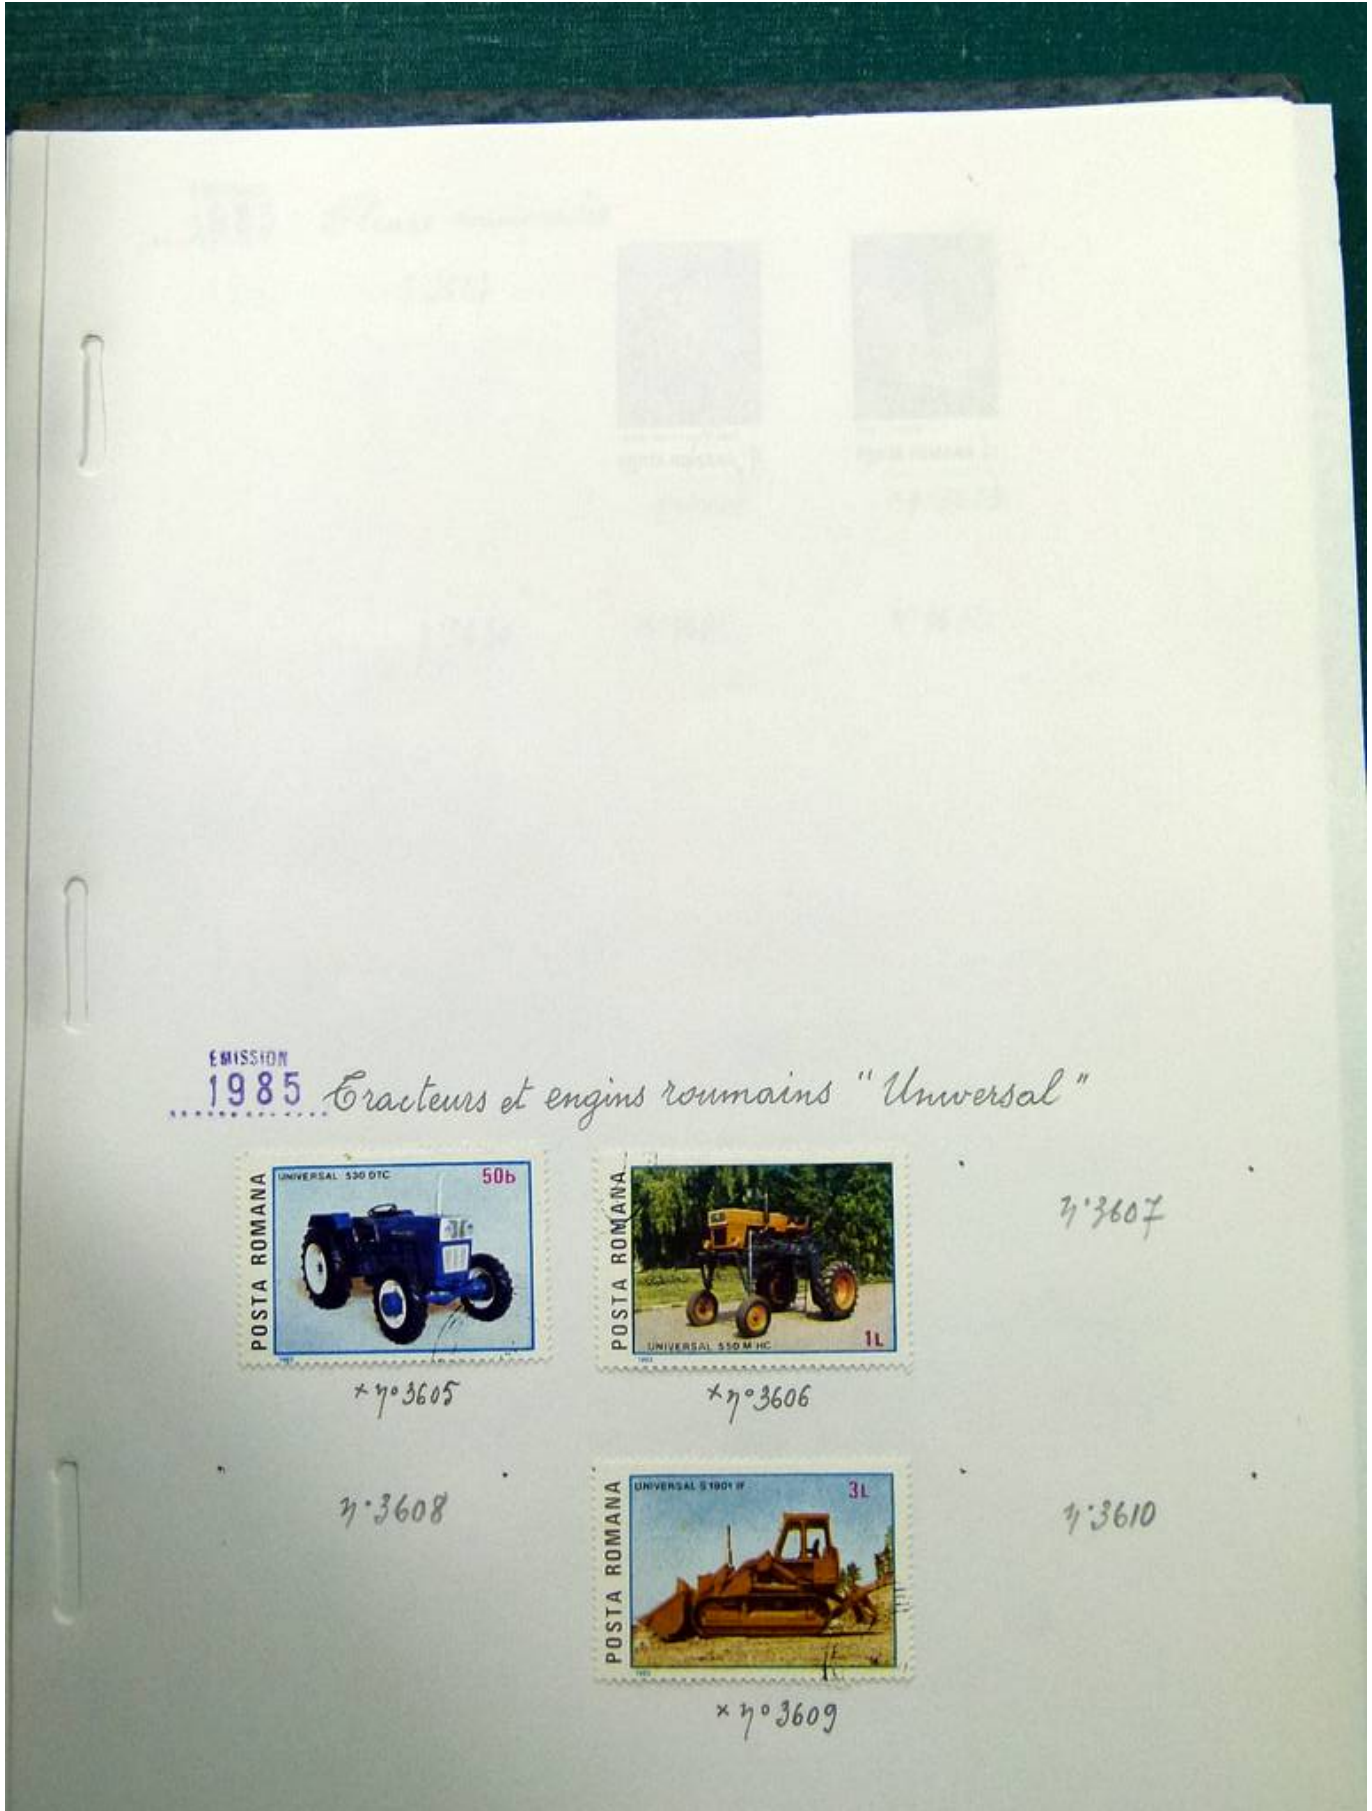 EMISSION
1985 Tracteurs et engins roumains "Universal"
POSTA ROMANA
UNIVERSAL 530 DTC 50b
POSTA ROMANA
UNIVERSAL 550 M HC 1L
n°3607
x n°3605
x n°3606
n°3608
POSTA ROMANA
UNIVERSAL S 1801 IF 3L
n°3610
x n°3609